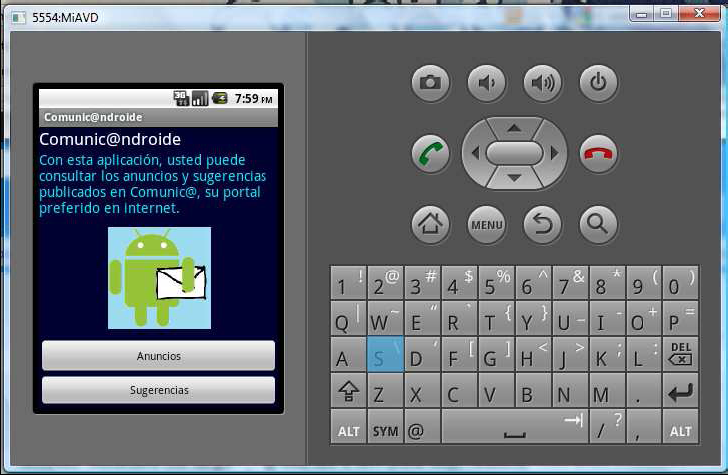 5554:MiAVD
3G
7:59 PM
Comunic@ndroide
Comunic@ndroide
Con esta aplicación, usted puede
consultar los anuncios y sugerencias
publicados en Comunic@, su portal
preferido en internet.
Anuncios
Sugerencias
MENU
1 ! 2 @ 3 # 4 $ 5 % 6 ^ 7 & 8 * 9 ( 0 )
Q | W ~ E “ R ` T { Y } U _ I - O + P =
A S \ D ‘ F [ G ] H < J > K ; L : DEL
Z X C V B N M .
ALT SYM @ / ? , ALT